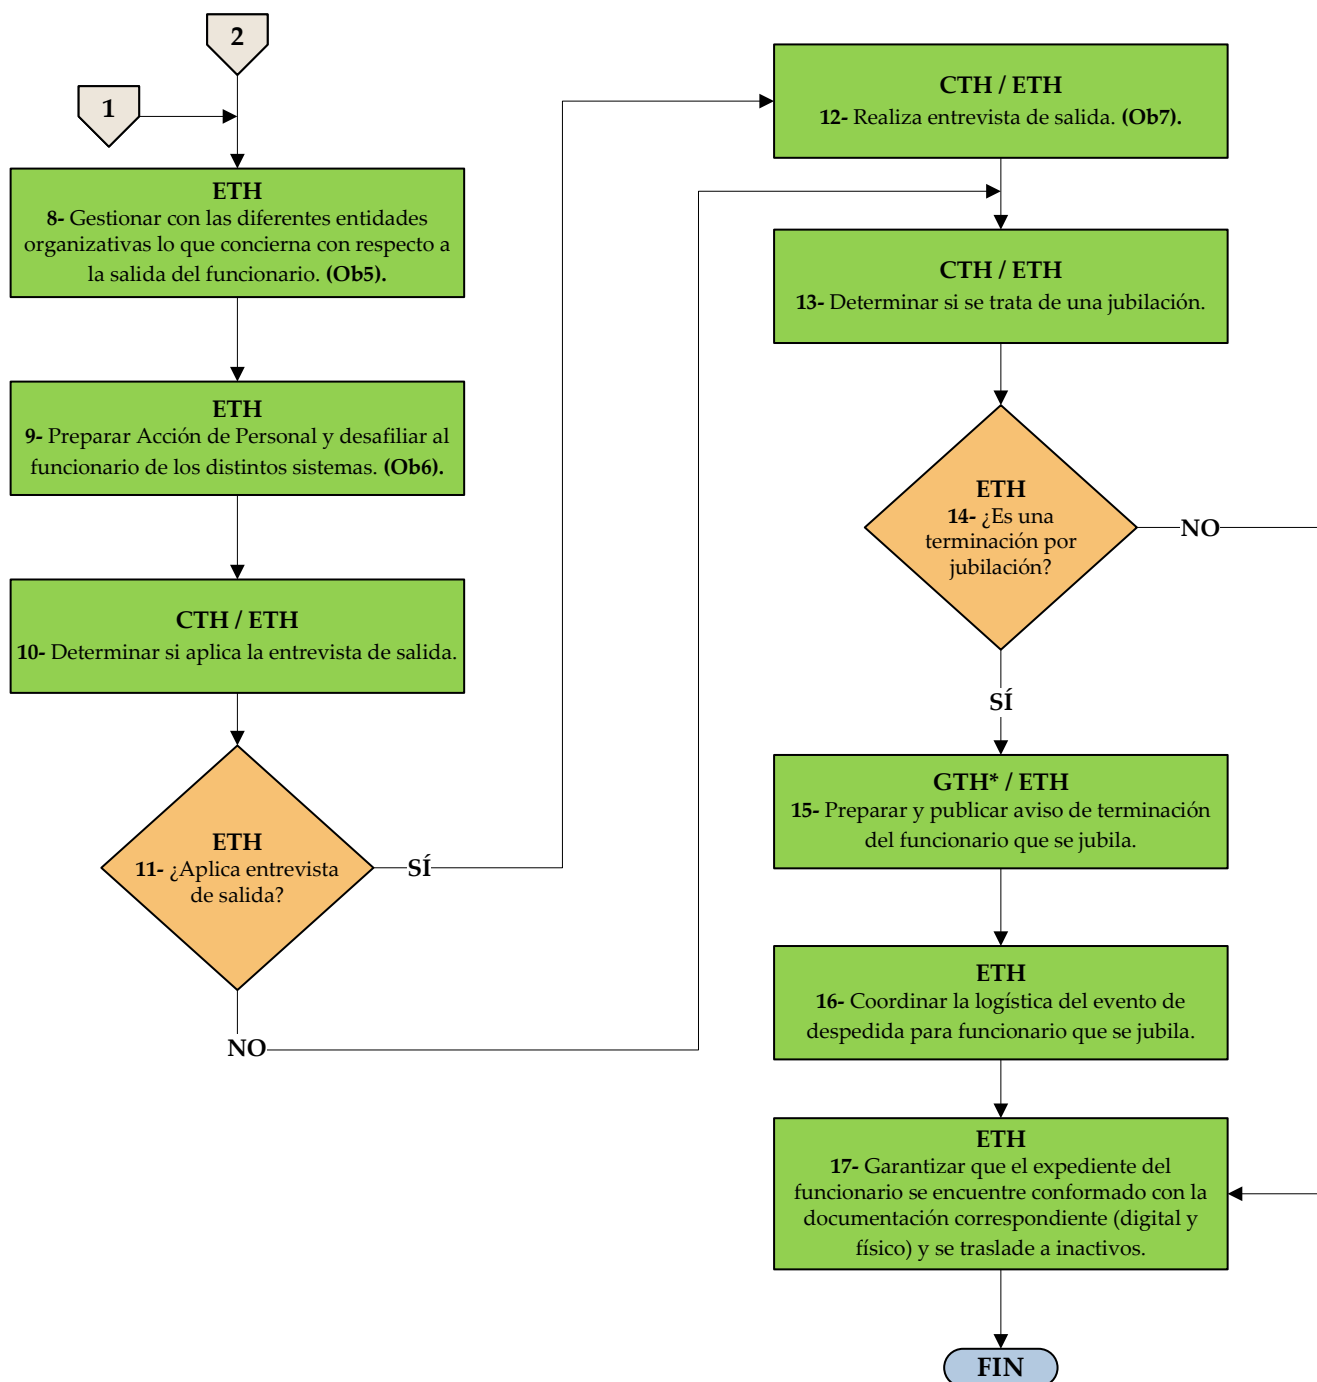 2
1
ETH
8- Gestionar con las diferentes entidades
organizativas lo que concierna con respecto a
la salida del funcionario. (Ob5).
ETH
9- Preparar Acción de Personal y desafiliar al
funcionario de los distintos sistemas. (Ob6).
CTH / ETH
10- Determinar si aplica la entrevista de salida.
ETH
11- ¿Aplica entrevista
de salida?
SÍ
NO
CTH / ETH
12- Realiza entrevista de salida. (Ob7).
CTH / ETH
13- Determinar si se trata de una jubilación.
ETH
14- ¿Es una
terminación por
jubilación?
NO
SÍ
GTH* / ETH
15- Preparar y publicar aviso de terminación
del funcionario que se jubila.
ETH
16- Coordinar la logística del evento de
despedida para funcionario que se jubila.
ETH
17- Garantizar que el expediente del
funcionario se encuentre conformado con la
documentación correspondiente (digital y
físico) y se traslade a inactivos.
FIN